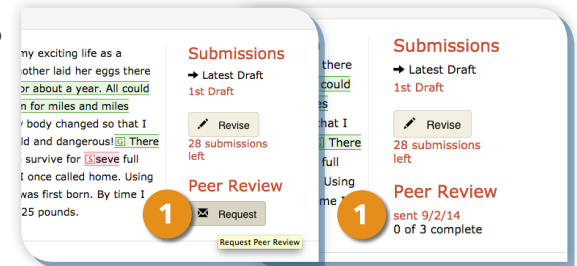 my exciting life as a
other laid her eggs there
or about a year. All could
n for miles and miles
body changed so that I
ld and dangerous! G There
survive for S seve full
I once called home. Using
was first born. By time I
25 pounds.
Submissions
➜ Latest Draft
1st Draft
Revise
28 submissions
left
Peer Review
1
Request
Request Peer Review
there
could
es
hat I
G There
full
Using
me I
Submissions
➜ Latest Draft
1st Draft
Revise
28 submissions
left
Peer Review
1
sent 9/2/14
0 of 3 complete